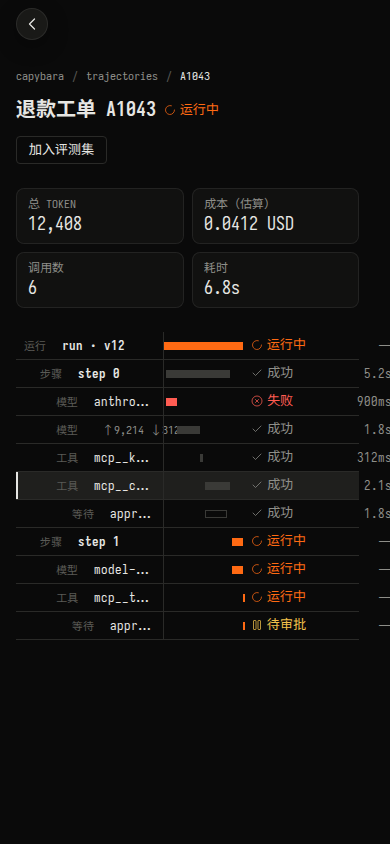 capybara / trajectories / A1043
退款工单 A1043 运行中
加入评测集
总 TOKEN
12,408
成本（估算）
0.0412 USD
调用数
6
耗时
6.8s
运行 run · v12 运行中 —
步骤 step 0 成功 5.2s
模型 anthro... 失败 900ms
模型 ↑9,214 ↓312 成功 1.8s
工具 mcp__k... 成功 312ms
工具 mcp__c... 成功 2.1s
等待 appr... 成功 1.8s
步骤 step 1 运行中 —
模型 model-... 运行中 —
工具 mcp__t... 运行中 —
等待 appr... 待审批 —